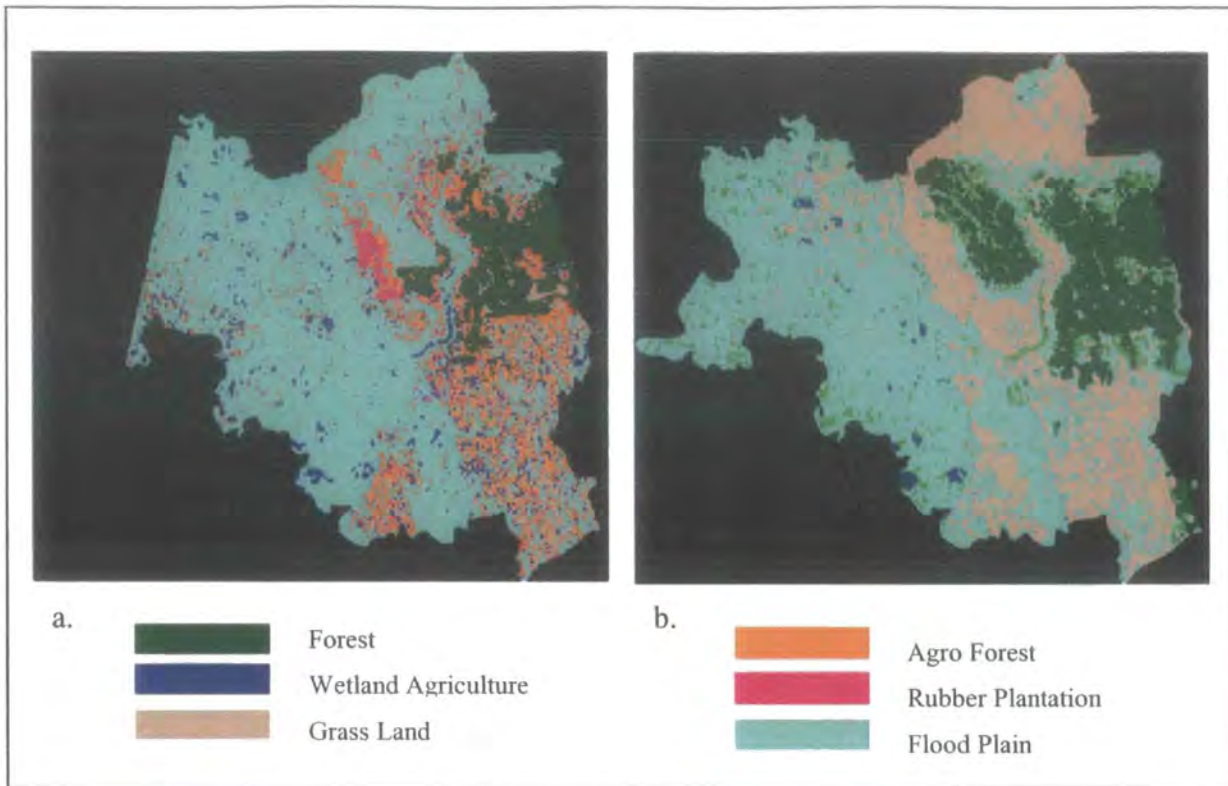 a.
Forest
Wetland Agriculture
Grass Land
b.
Agro Forest
Rubber Plantation
Flood Plain